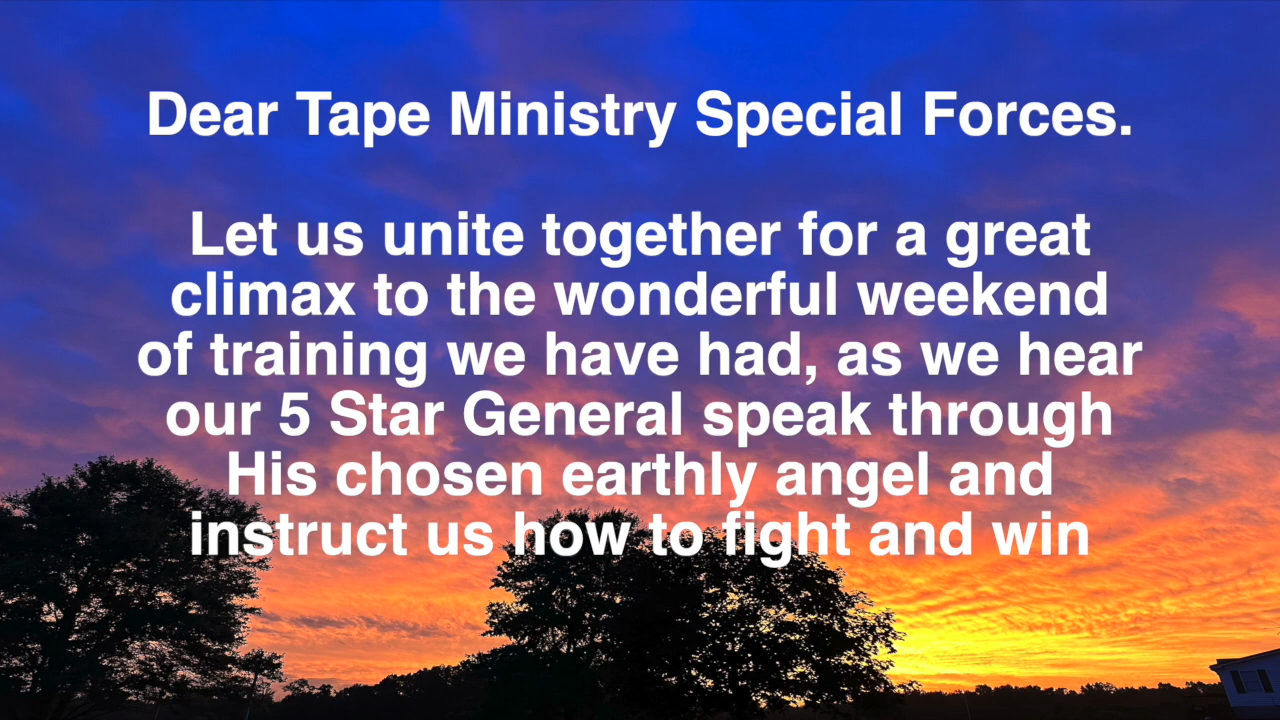 Dear Tape Ministry Special Forces.
Let us unite together for a great
climax to the wonderful weekend
of training we have had, as we hear
our 5 Star General speak through
His chosen earthly angel and
instruct us how to fight and win